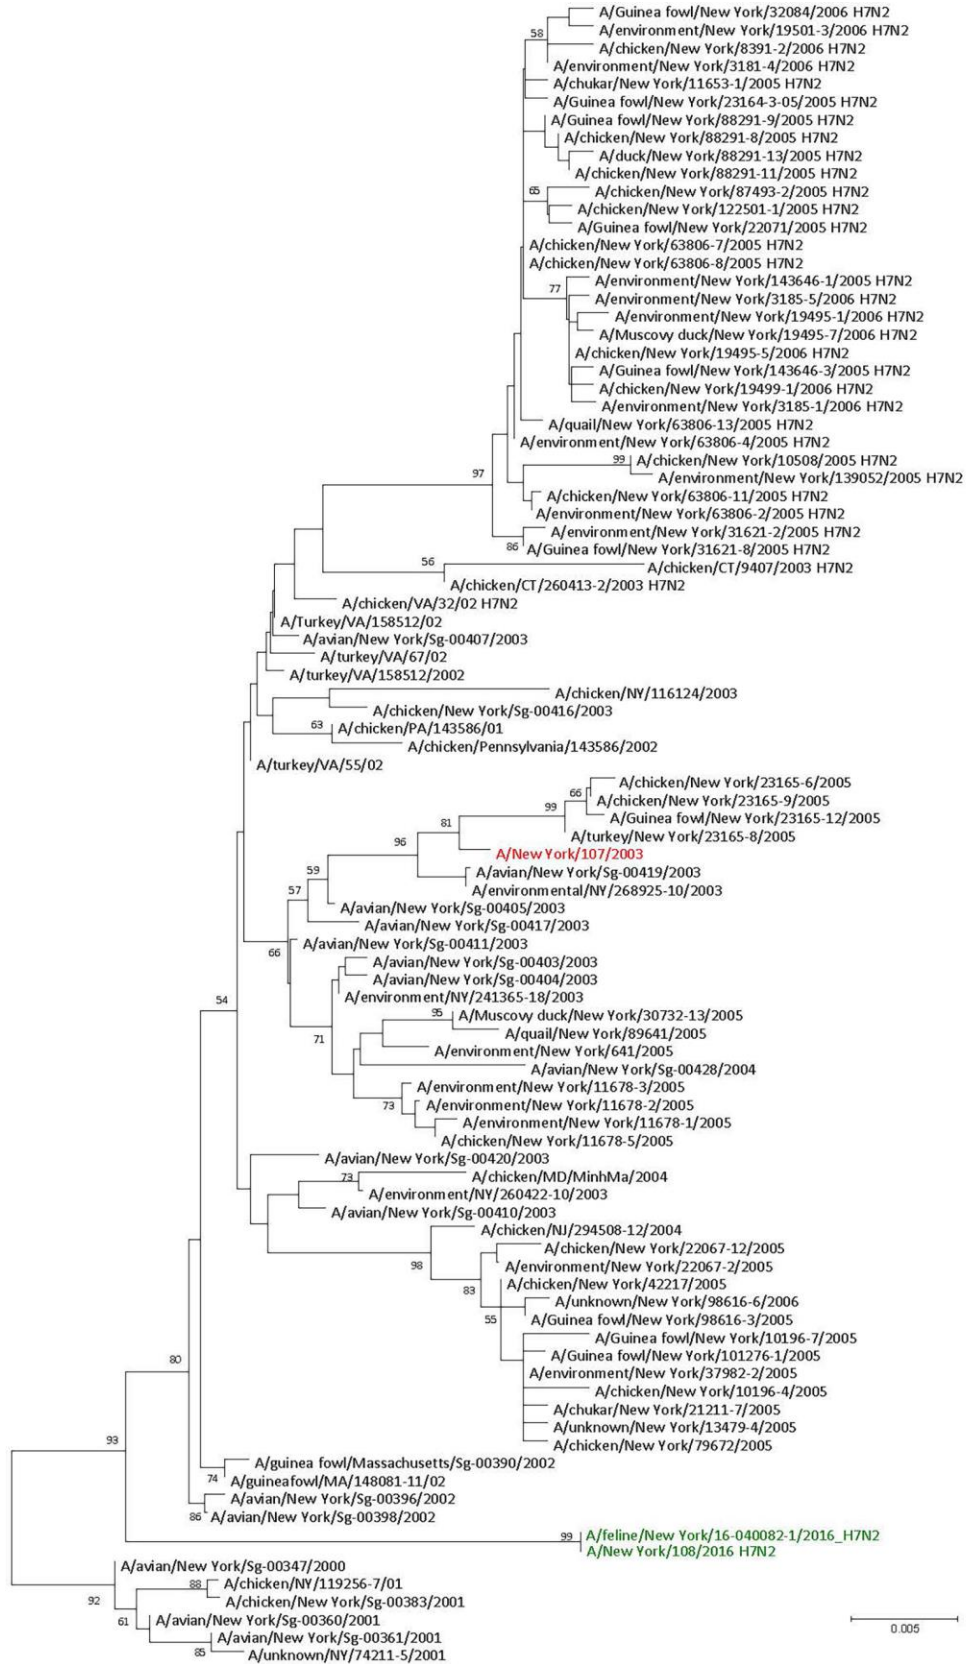 A/Guinea fowl/New York/32084/2006 H7N2
58
A/environment/New York/19501-3/2006 H7N2
A/chicken/New York/8391-2/2006 H7N2
A/environment/New York/3181-4/2006 H7N2
A/chukar/New York/11653-1/2005 H7N2
A/Guinea fowl/New York/23164-3-05/2005 H7N2
A/Guinea fowl/New York/88291-9/2005 H7N2
A/chicken/New York/88291-8/2005 H7N2
A/duck/New York/88291-13/2005 H7N2
A/chicken/New York/88291-11/2005 H7N2
65
A/chicken/New York/87493-2/2005 H7N2
A/chicken/New York/122501-1/2005 H7N2
A/Guinea fowl/New York/22071/2005 H7N2
A/chicken/New York/63806-7/2005 H7N2
A/chicken/New York/63806-8/2005 H7N2
A/environment/New York/143646-1/2005 H7N2
77
A/environment/New York/3185-5/2006 H7N2
A/environment/New York/19495-1/2006 H7N2
A/Muscovy duck/New York/19495-7/2006 H7N2
A/chicken/New York/19495-5/2006 H7N2
A/Guinea fowl/New York/143646-3/2005 H7N2
A/chicken/New York/19499-1/2006 H7N2
A/environment/New York/3185-1/2006 H7N2
A/quail/New York/63806-13/2005 H7N2
A/environment/New York/63806-4/2005 H7N2
99
A/chicken/New York/10508/2005 H7N2
97
A/environment/New York/139052/2005 H7N2
A/chicken/New York/63806-11/2005 H7N2
A/environment/New York/63806-2/2005 H7N2
A/environment/New York/31621-2/2005 H7N2
86
A/Guinea fowl/New York/31621-8/2005 H7N2
56
A/chicken/CT/9407/2003 H7N2
A/chicken/CT/260413-2/2003 H7N2
A/chicken/VA/32/02 H7N2
A/Turkey/VA/158512/02
A/avian/New York/Sg-00407/2003
A/turkey/VA/67/02
A/turkey/VA/158512/2002
A/chicken/NY/116124/2003
A/chicken/New York/Sg-00416/2003
63
A/chicken/PA/143586/01
A/chicken/Pennsylvania/143586/2002
A/turkey/VA/55/02
A/chicken/New York/23165-6/2005
66
A/chicken/New York/23165-9/2005
99
A/Guinea fowl/New York/23165-12/2005
81
A/turkey/New York/23165-8/2005
96
A/New York/107/2003
59
A/avian/New York/Sg-00419/2003
57
A/environmental/NY/268925-10/2003
A/avian/New York/Sg-00405/2003
A/avian/New York/Sg-00417/2003
66
A/avian/New York/Sg-00411/2003
A/avian/New York/Sg-00403/2003
A/avian/New York/Sg-00404/2003
54
A/environment/NY/241365-18/2003
95
A/Muscovy duck/New York/30732-13/2005
71
A/quail/New York/89641/2005
A/environment/New York/641/2005
A/avian/New York/Sg-00428/2004
A/environment/New York/11678-3/2005
73
A/environment/New York/11678-2/2005
A/environment/New York/11678-1/2005
A/chicken/New York/11678-5/2005
A/avian/New York/Sg-00420/2003
73
A/chicken/MD/MinhMa/2004
A/environment/NY/260422-10/2003
A/avian/New York/Sg-00410/2003
A/chicken/NJ/294508-12/2004
98
A/chicken/New York/22067-12/2005
A/environment/New York/22067-2/2005
83
A/chicken/New York/42217/2005
A/unknown/New York/98616-6/2006
55
A/Guinea fowl/New York/98616-3/2005
A/Guinea fowl/New York/10196-7/2005
80
A/Guinea fowl/New York/101276-1/2005
A/environment/New York/37982-2/2005
A/chicken/New York/10196-4/2005
A/chukar/New York/21211-7/2005
A/unknown/New York/13479-4/2005
93
A/chicken/New York/79672/2005
A/guinea fowl/Massachusetts/Sg-00390/2002
74
A/guineafowl/MA/148081-11/02
A/avian/New York/Sg-00396/2002
86
A/avian/New York/Sg-00398/2002
99
A/feline/New York/16-040082-1/2016_H7N2
A/New York/108/2016 H7N2
A/avian/New York/Sg-00347/2000
88
A/chicken/NY/119256-7/01
92
A/chicken/New York/Sg-00383/2001
61
A/avian/New York/Sg-00360/2001
A/avian/New York/Sg-00361/2001
85
A/unknown/NY/74211-5/2001
0.005